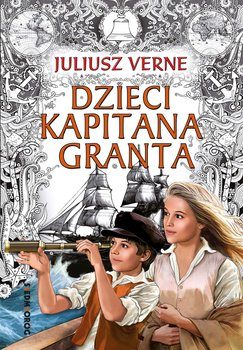 JULIUSZ VERNE
DZIECI
KAPITANA
GRANTA